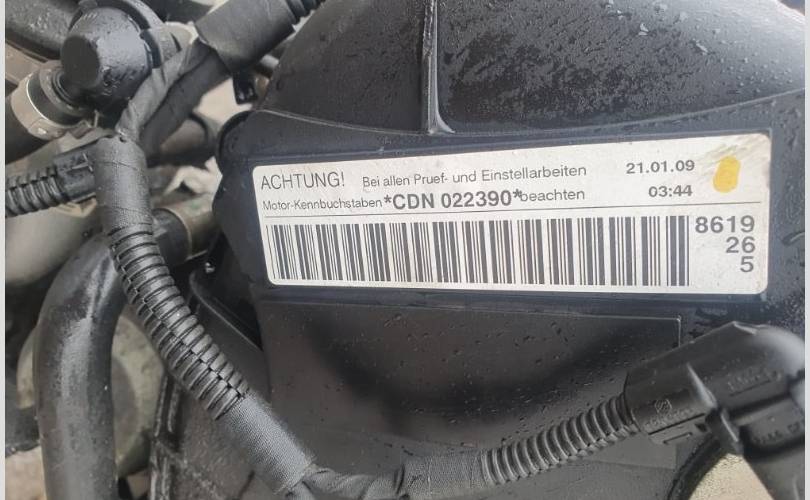 ACHTUNG! Bei allen Pruef- und Einstellarbeiten 21.01.09
Motor-Kennbuchstaben *CDN 022390* beachten 03:44
8619
26
5